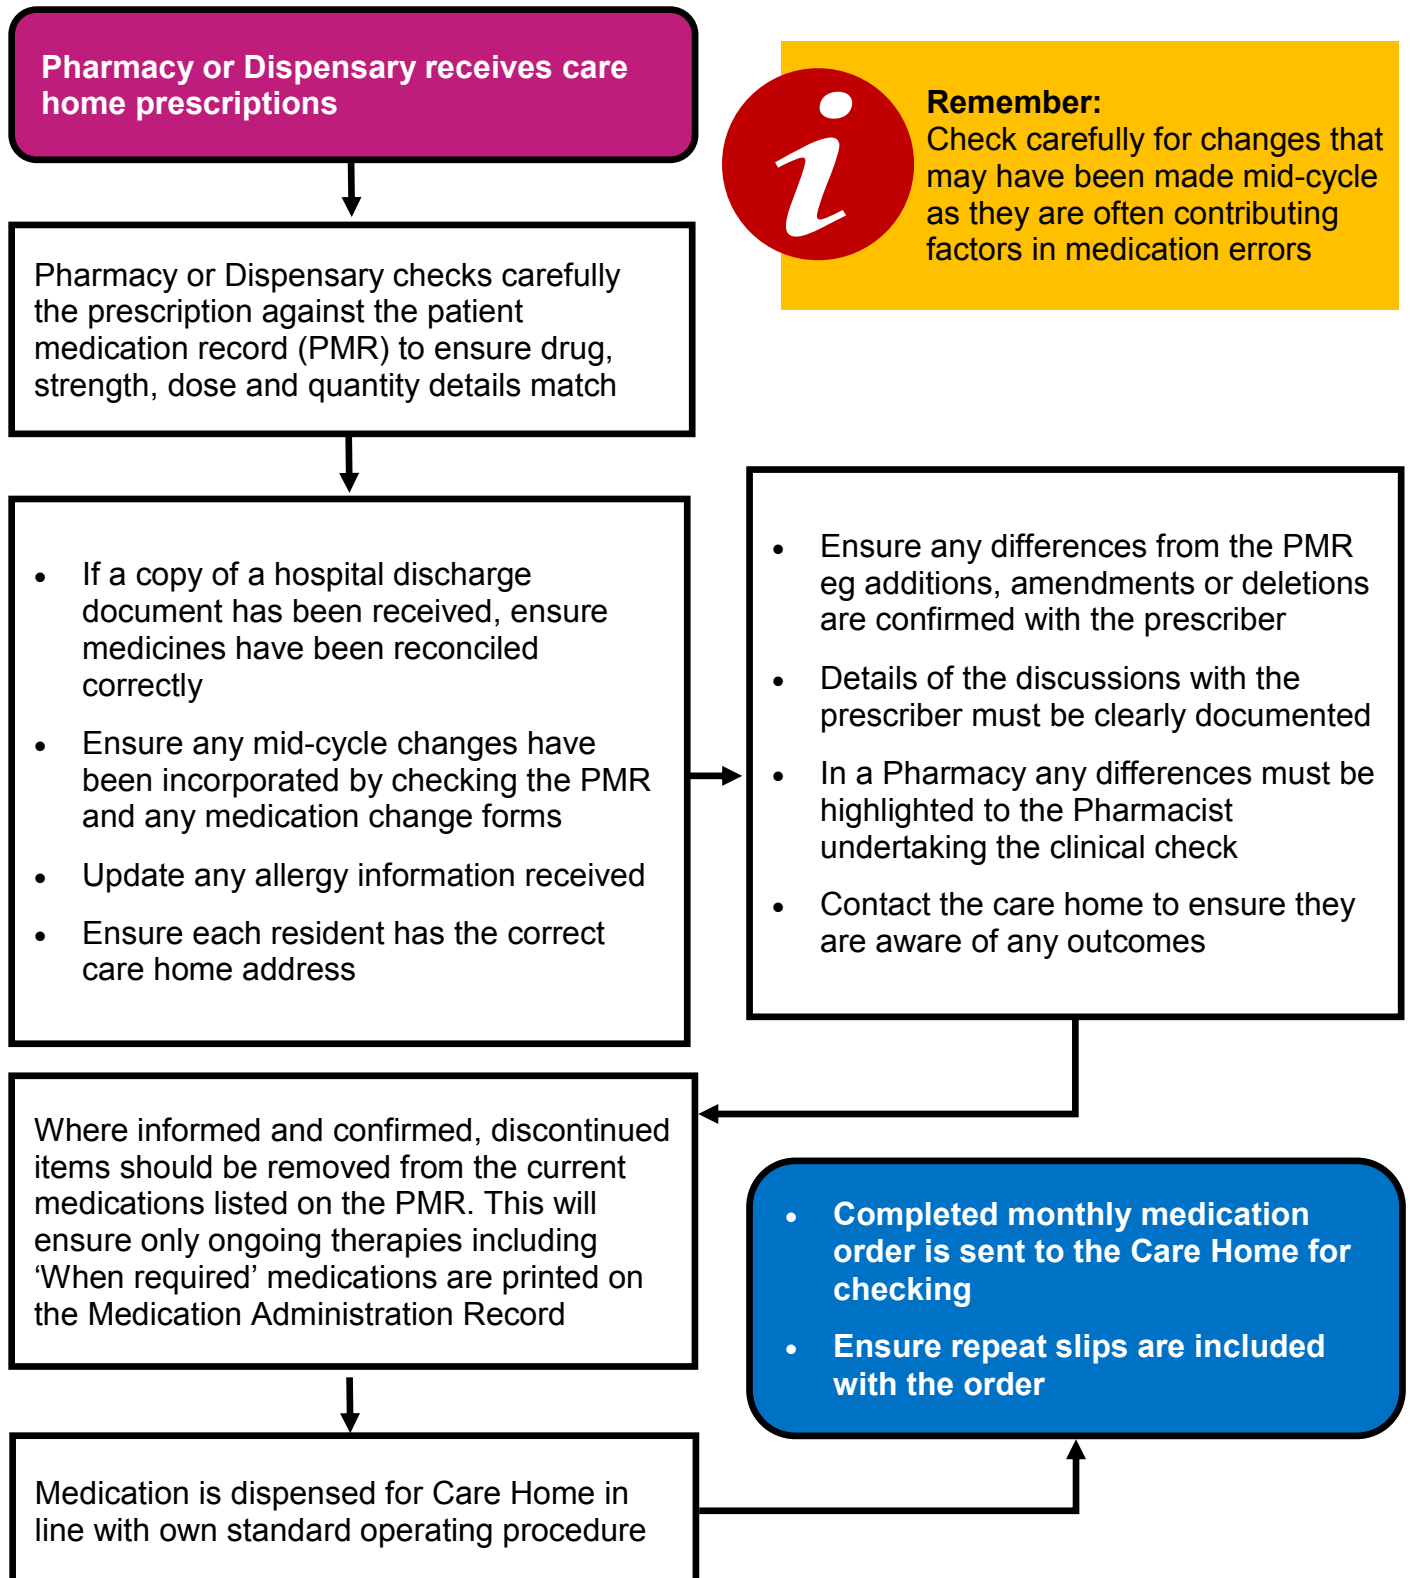 Pharmacy or Dispensary receives care
home prescriptions
i
Remember:
Check carefully for changes that
may have been made mid-cycle
as they are often contributing
factors in medication errors
Pharmacy or Dispensary checks carefully
the prescription against the patient
medication record (PMR) to ensure drug,
strength, dose and quantity details match
• If a copy of a hospital discharge
document has been received, ensure
medicines have been reconciled
correctly
• Ensure any mid-cycle changes have
been incorporated by checking the PMR
and any medication change forms
• Update any allergy information received
• Ensure each resident has the correct
care home address
• Ensure any differences from the PMR
eg additions, amendments or deletions
are confirmed with the prescriber
• Details of the discussions with the
prescriber must be clearly documented
• In a Pharmacy any differences must be
highlighted to the Pharmacist
undertaking the clinical check
• Contact the care home to ensure they
are aware of any outcomes
Where informed and confirmed, discontinued
items should be removed from the current
medications listed on the PMR. This will
ensure only ongoing therapies including
‘When required’ medications are printed on
the Medication Administration Record
Medication is dispensed for Care Home in
line with own standard operating procedure
• Completed monthly medication
order is sent to the Care Home for
checking
• Ensure repeat slips are included
with the order